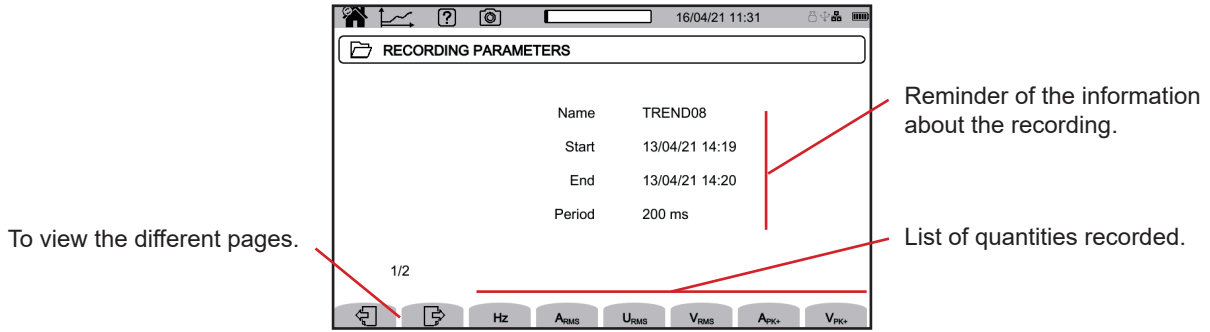 16/04/21 11:31
RECORDING PARAMETERS
Name TREND08
Start 13/04/21 14:19
End 13/04/21 14:20
Period 200 ms
Reminder of the information
about the recording.
To view the different pages.
List of quantities recorded.
1/2
Hz ARMS URMS VRMS APK+ VPK+